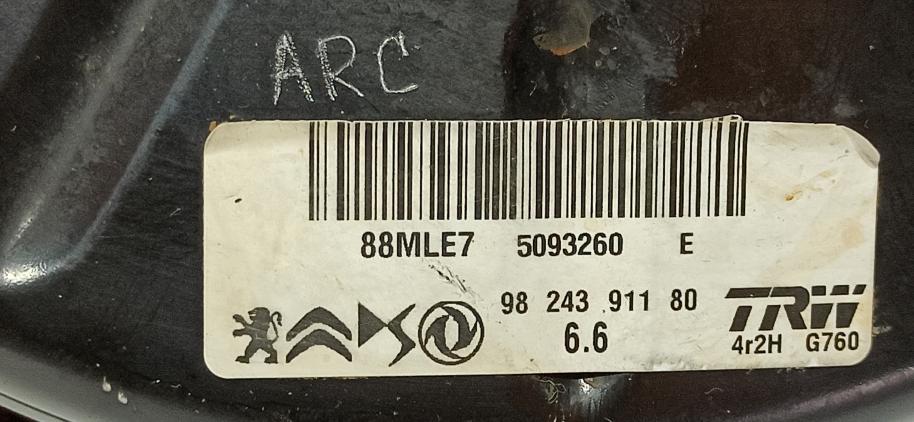 ARC
88MLE7 5093260 E
98 243 911 80
6.6
TRW
4r2H G760